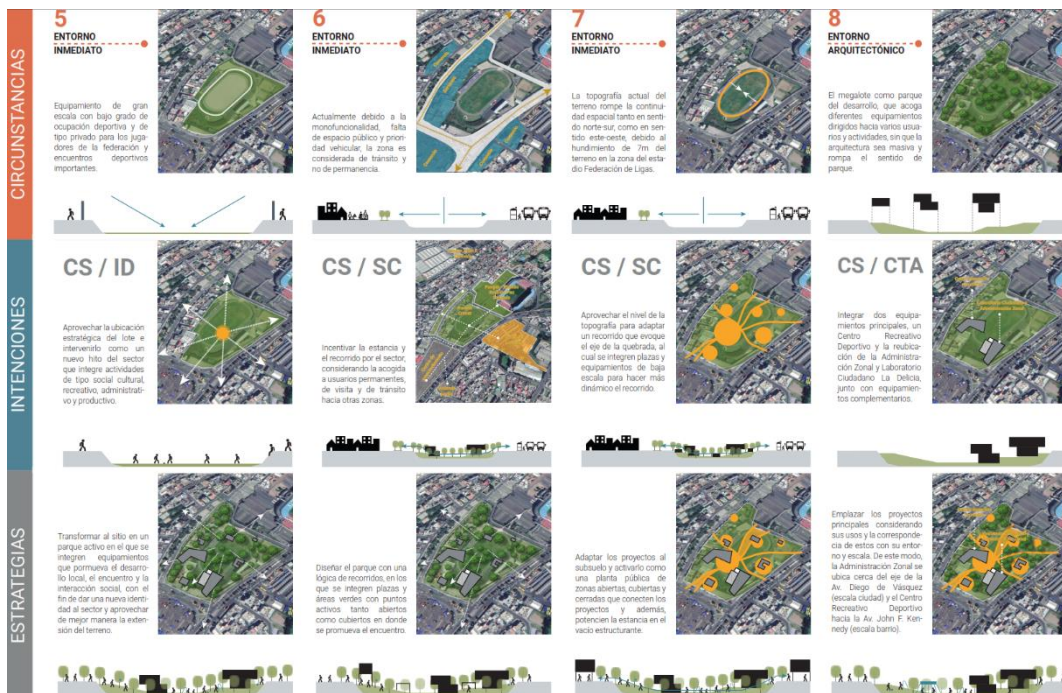 CIRCUNSTANCIAS
5
ENTORNO
INMEDIATO
Equipamiento de gran
escala con bajo grado de
ocupación deportiva y de
tipo privado para los juga-
dores de la federación y
encuentros deportivos
importantes.
6
ENTORNO
INMEDIATO
Actualmente debido a la
monofuncionalidad, falta
de espacio público y priori-
dad vehicular, la zona es
considerada de tránsito y
no de permanencia.
7
ENTORNO
INMEDIATO
La topografía actual del
terreno rompe la continui-
dad espacial tanto en sentido
norte-sur, como en sen-
tido este-oeste, debido al
hundimiento de 7m del
terreno en la zona del esta-
dio Federación de Ligas.
8
ENTORNO
ARQUITECTÓNICO
El megalote como parque
del desarrollo, que acoga
diferentes equipamientos
dirigidos hacia varios usua-
rios y actividades, sin que la
arquitectura sea masiva y
rompa el sentido de
parque.
INTENCIONES
CS / ID
Aprovechar la ubicación
estratégica del lote e
intervenirlo como un
nuevo hito del sector
que integre actividades
de tipo social cultural,
recreativo, administrati-
vo y productivo.
CS / SC
Incentivar la estancia y
el recorrido por el sector,
considerando la acogida
a usuarios permanentes,
de visita y de tránsito
hacia otras zonas.
CS / SC
Aprovechar el nivel de la
topografía para adaptar
un recorrido que evoque
el eje de la quebrada, al
cual se integren plazas y
equipamientos de baja
escala para hacer más
dinámico el recorrido.
CS / CTA
Integrar dos equipa-
mientos principales, un
Centro Recreativo
Deportivo y la reubica-
ción de la Administra-
ción Zonal y Laboratorio
Ciudadano La Delicia,
junto con equipamien-
tos complementarios.
ESTRATEGIAS
Transformar al sitio en un
parque activo en el que se
integren equipamientos
que pormueva el desarro-
llo local, el encuentro y la
interacción social, con el
fin de dar una nueva identi-
dad al sector y aprovechar
de mejor manera la exten-
sión del terreno.
Diseñar el parque con una
lógica de recorridos, en los
que se integren plazas y
áreas verdes con puntos
activos tanto abiertos
como cubiertos en donde
se promueva el encuentro.
Adaptar los proyectos al
subsuelo y activarlo como
una planta pública de
zonas abiertas, cubiertas y
cerradas que conecten los
proyectos y además,
potencien la estancia en el
vacío estructurante.
Emplazar los proyectos
principales considerando
sus usos y la corresponde-
cia de estos con su entor-
no y escala. De este modo,
la Administración Zonal se
ubica cerca del eje de la
Av. Diego de Vásquez
(escala ciudad) y el Centro
Recreativo Deportivo
hacia la Av. John F. Ken-
nedy (escala barrio).